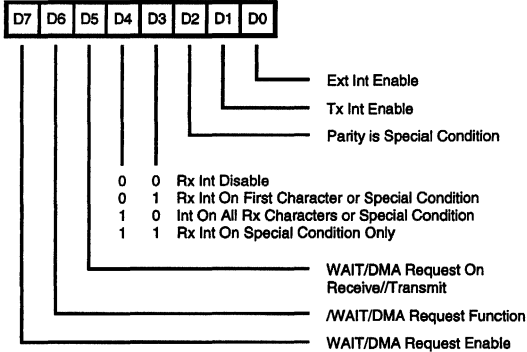 D7 D6 D5 D4 D3 D2 D1 D0
Ext Int Enable
Tx Int Enable
Parity is Special Condition
0 0 Rx Int Disable
0 1 Rx Int On First Character or Special Condition
1 0 Int On All Rx Characters or Special Condition
1 1 Rx Int On Special Condition Only
WAIT/DMA Request On
Receive//Transmit
/WAIT/DMA Request Function
WAIT/DMA Request Enable